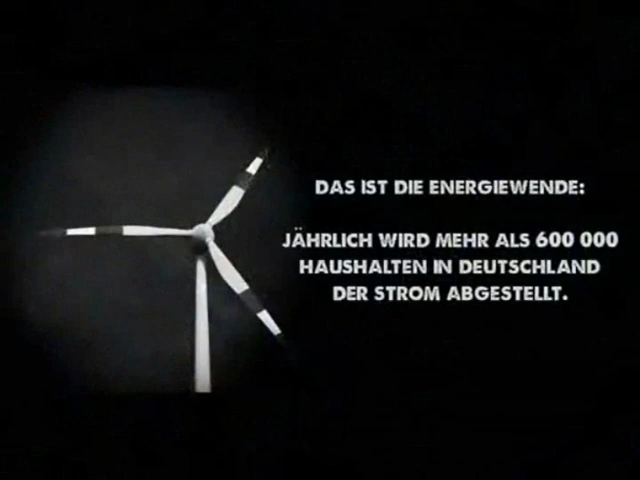 DAS IST DIE ENERGIEWENDE:
JÄHRLICH WIRD MEHR ALS 600 000
HAUSHALTEN IN DEUTSCHLAND
DER STROM ABGESTELLT.